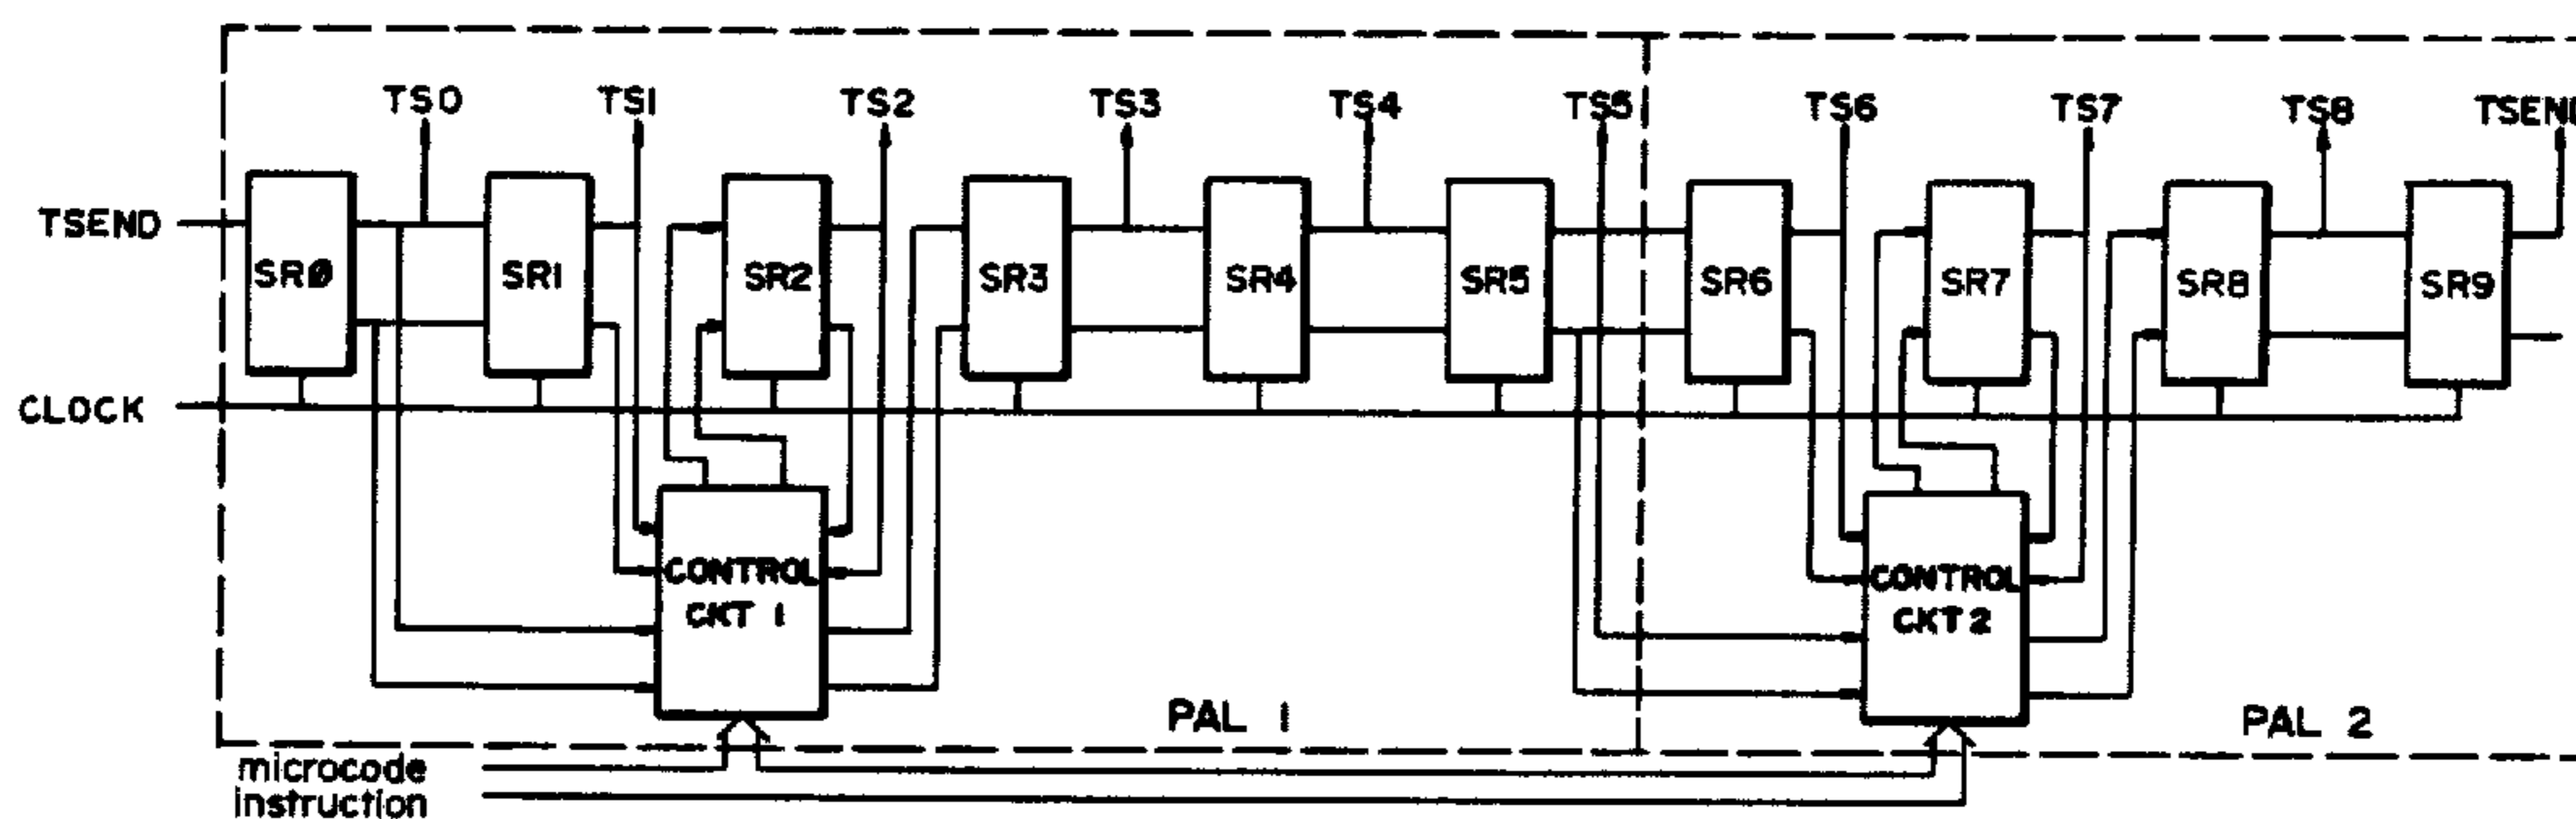 TS0 TS1 TS2 TS3 TS4 TS5 TS6 TS7 TS8 TSEND
TSEND
SRØ SR1 SR2 SR3 SR4 SR5 SR6 SR7 SR8 SR9
CLOCK
CONTROL
CKT 1
CONTROL
CKT 2
PAL 1
PAL 2
microcode
instruction